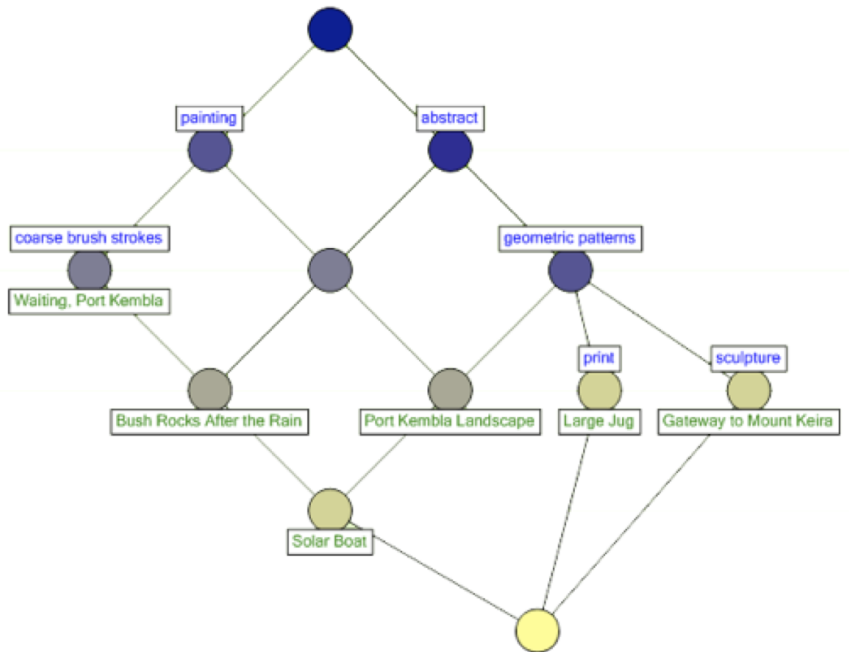 painting
abstract
coarse brush strokes
geometric patterns
Waiting, Port Kembla
print
sculpture
Bush Rocks After the Rain
Port Kembla Landscape
Large Jug
Gateway to Mount Keira
Solar Boat